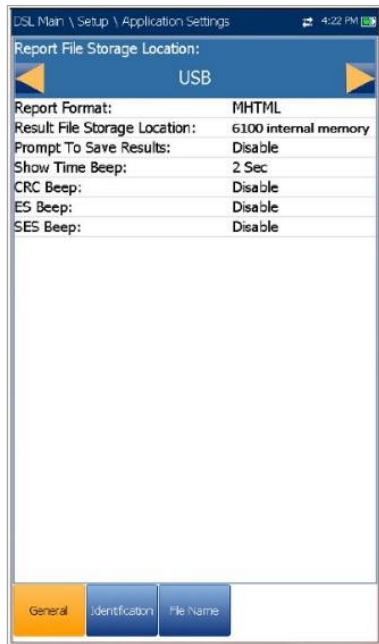 DSL Main \ Setup \ Application Settings 4:22 PM
Report File Storage Location:
USB
Report Format: MHTML
Result File Storage Location: 6100 internal memory
Prompt To Save Results: Disable
Show Time Beep: 2 Sec
CRC Beep: Disable
ES Beep: Disable
SES Beep: Disable
General Identification File Name